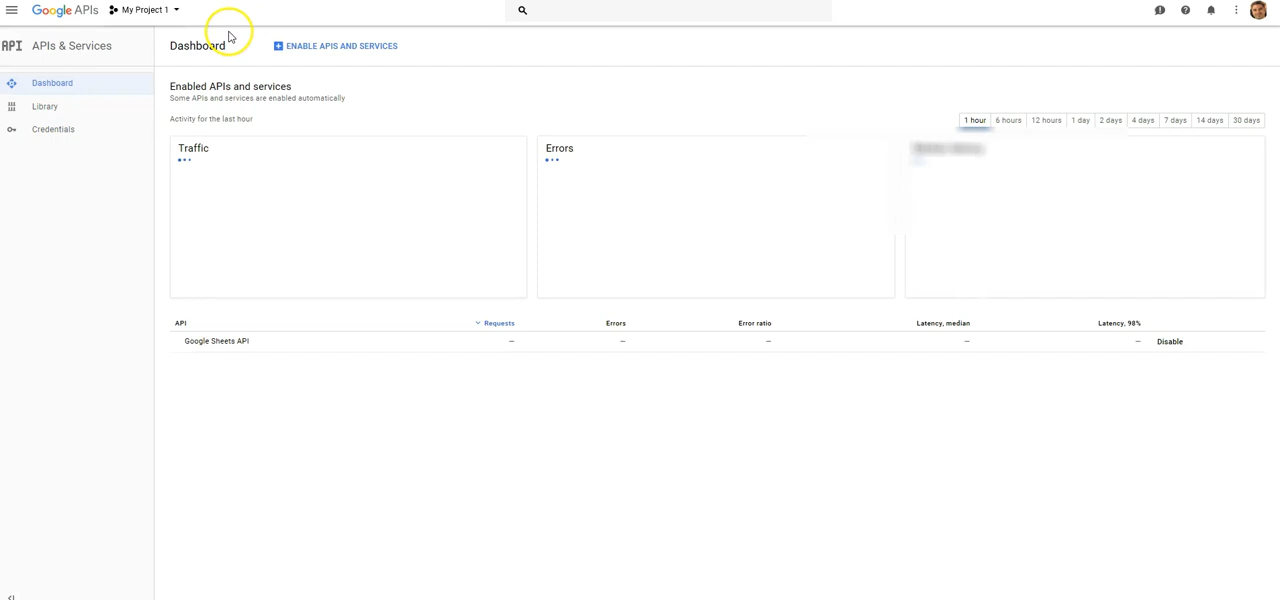 Google APIs
My Project 1
API APIs & Services
Dashboard
ENABLE APIS AND SERVICES
Dashboard
Library
Credentials
Enabled APIs and services
Some APIs and services are enabled automatically
Activity for the last hour
1 hour 6 hours 12 hours 1 day 2 days 4 days 7 days 14 days 30 days
Traffic
Errors
API Requests Errors Error ratio Latency, median Latency, 98%
Google Sheets API – – – – – Disable